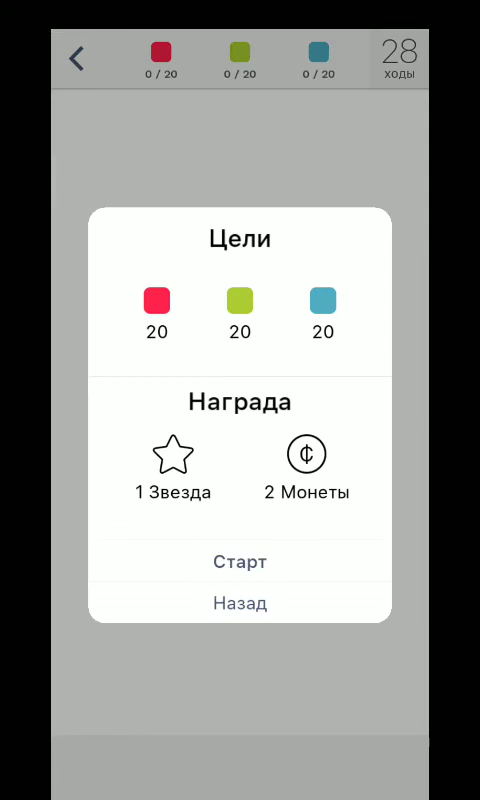 0 / 20 0 / 20 0 / 20 28
ходы
Цели
20 20 20
Награда
1 Звезда 2 Монеты
Старт
Назад